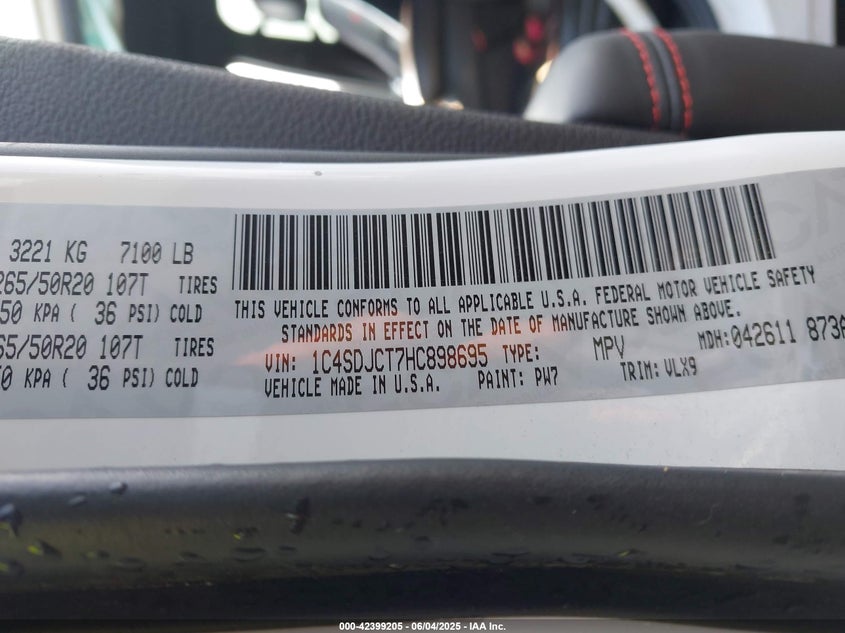 3221 KG 7100 LB
265/50R20 107T TIRES
50 KPA ( 36 PSI) COLD
65/50R20 107T TIRES
0 KPA ( 36 PSI) COLD
THIS VEHICLE CONFORMS TO ALL APPLICABLE U.S.A. FEDERAL MOTOR VEHICLE SAFETY
STANDARDS IN EFFECT ON THE DATE OF MANUFACTURE SHOWN ABOVE.
VIN: 1C4SDJCT7HC898695 TYPE: MPV MDH:042611 873
VEHICLE MADE IN U.S.A. PAINT: PW7 TRIM: VLX9
000-42399205 - 06/04/2025 - IAA Inc.